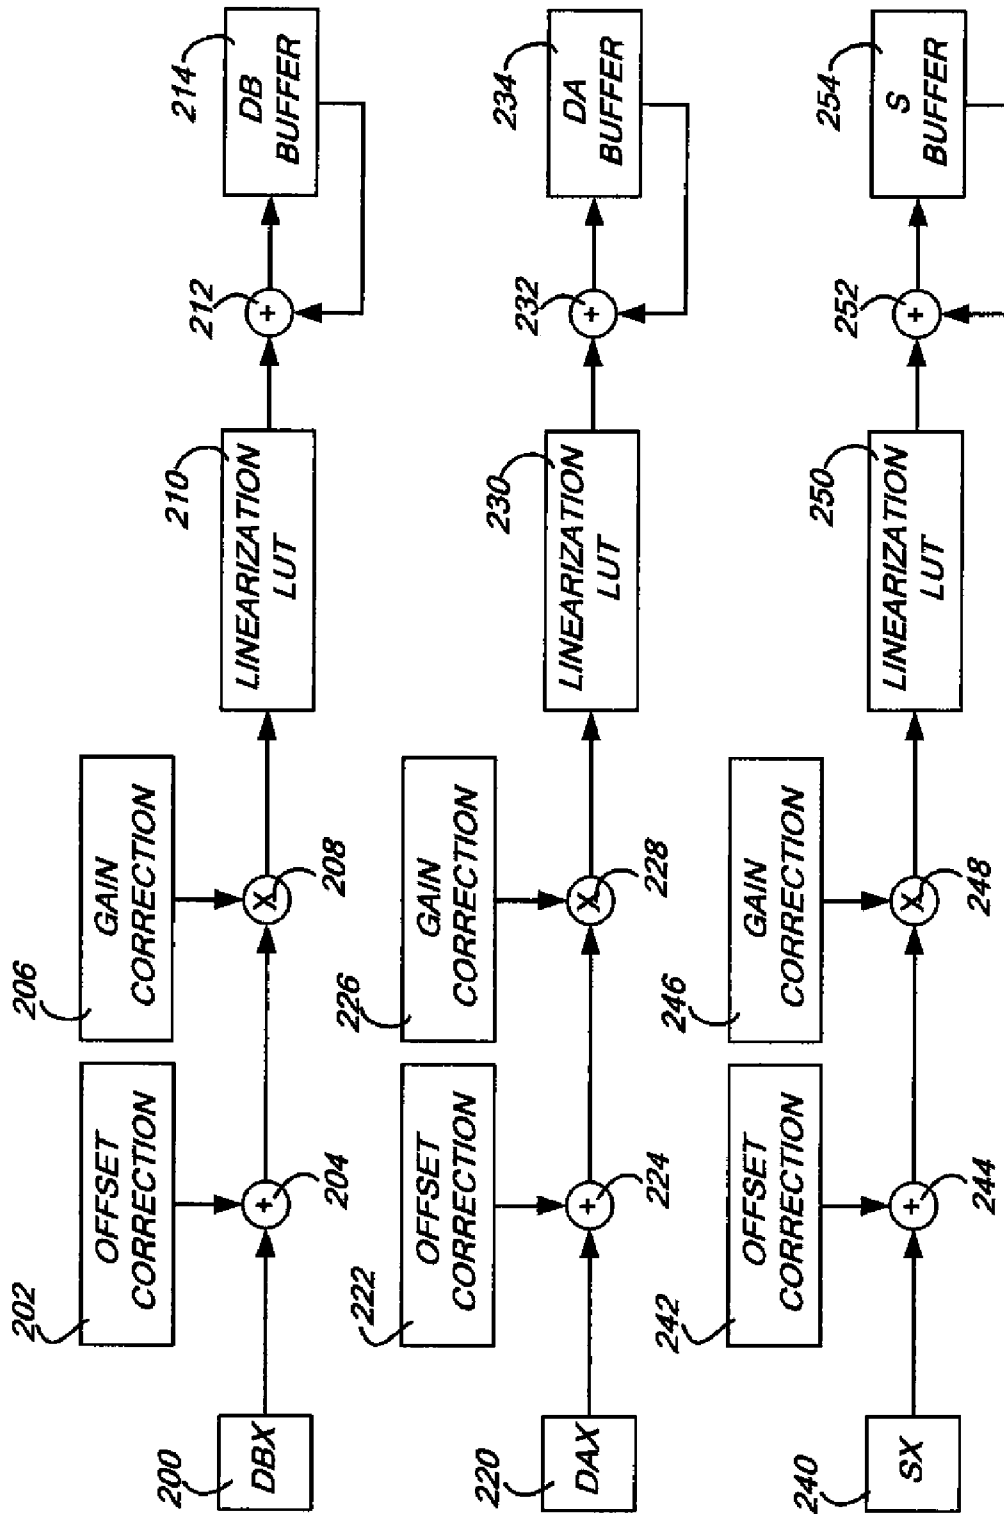 202
OFFSET
CORRECTION
206
GAIN
CORRECTION
200
DBX
204
208
210
LINEARIZATION
LUT
212
+
214
DB
BUFFER
+
X
222
OFFSET
CORRECTION
226
GAIN
CORRECTION
220
DAX
224
+
228
X
230
LINEARIZATION
LUT
232
+
234
DA
BUFFER
242
OFFSET
CORRECTION
246
GAIN
CORRECTION
240
SX
244
+
248
X
250
LINEARIZATION
LUT
252
+
254
S
BUFFER